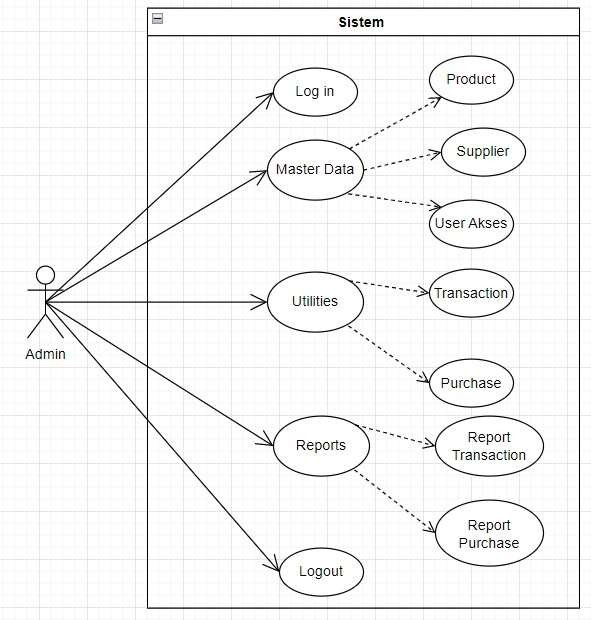 Sistem
Log in
Product
Master Data
Supplier
User Akses
Utilities
Transaction
Admin
Purchase
Reports
Report
Transaction
Report
Purchase
Logout